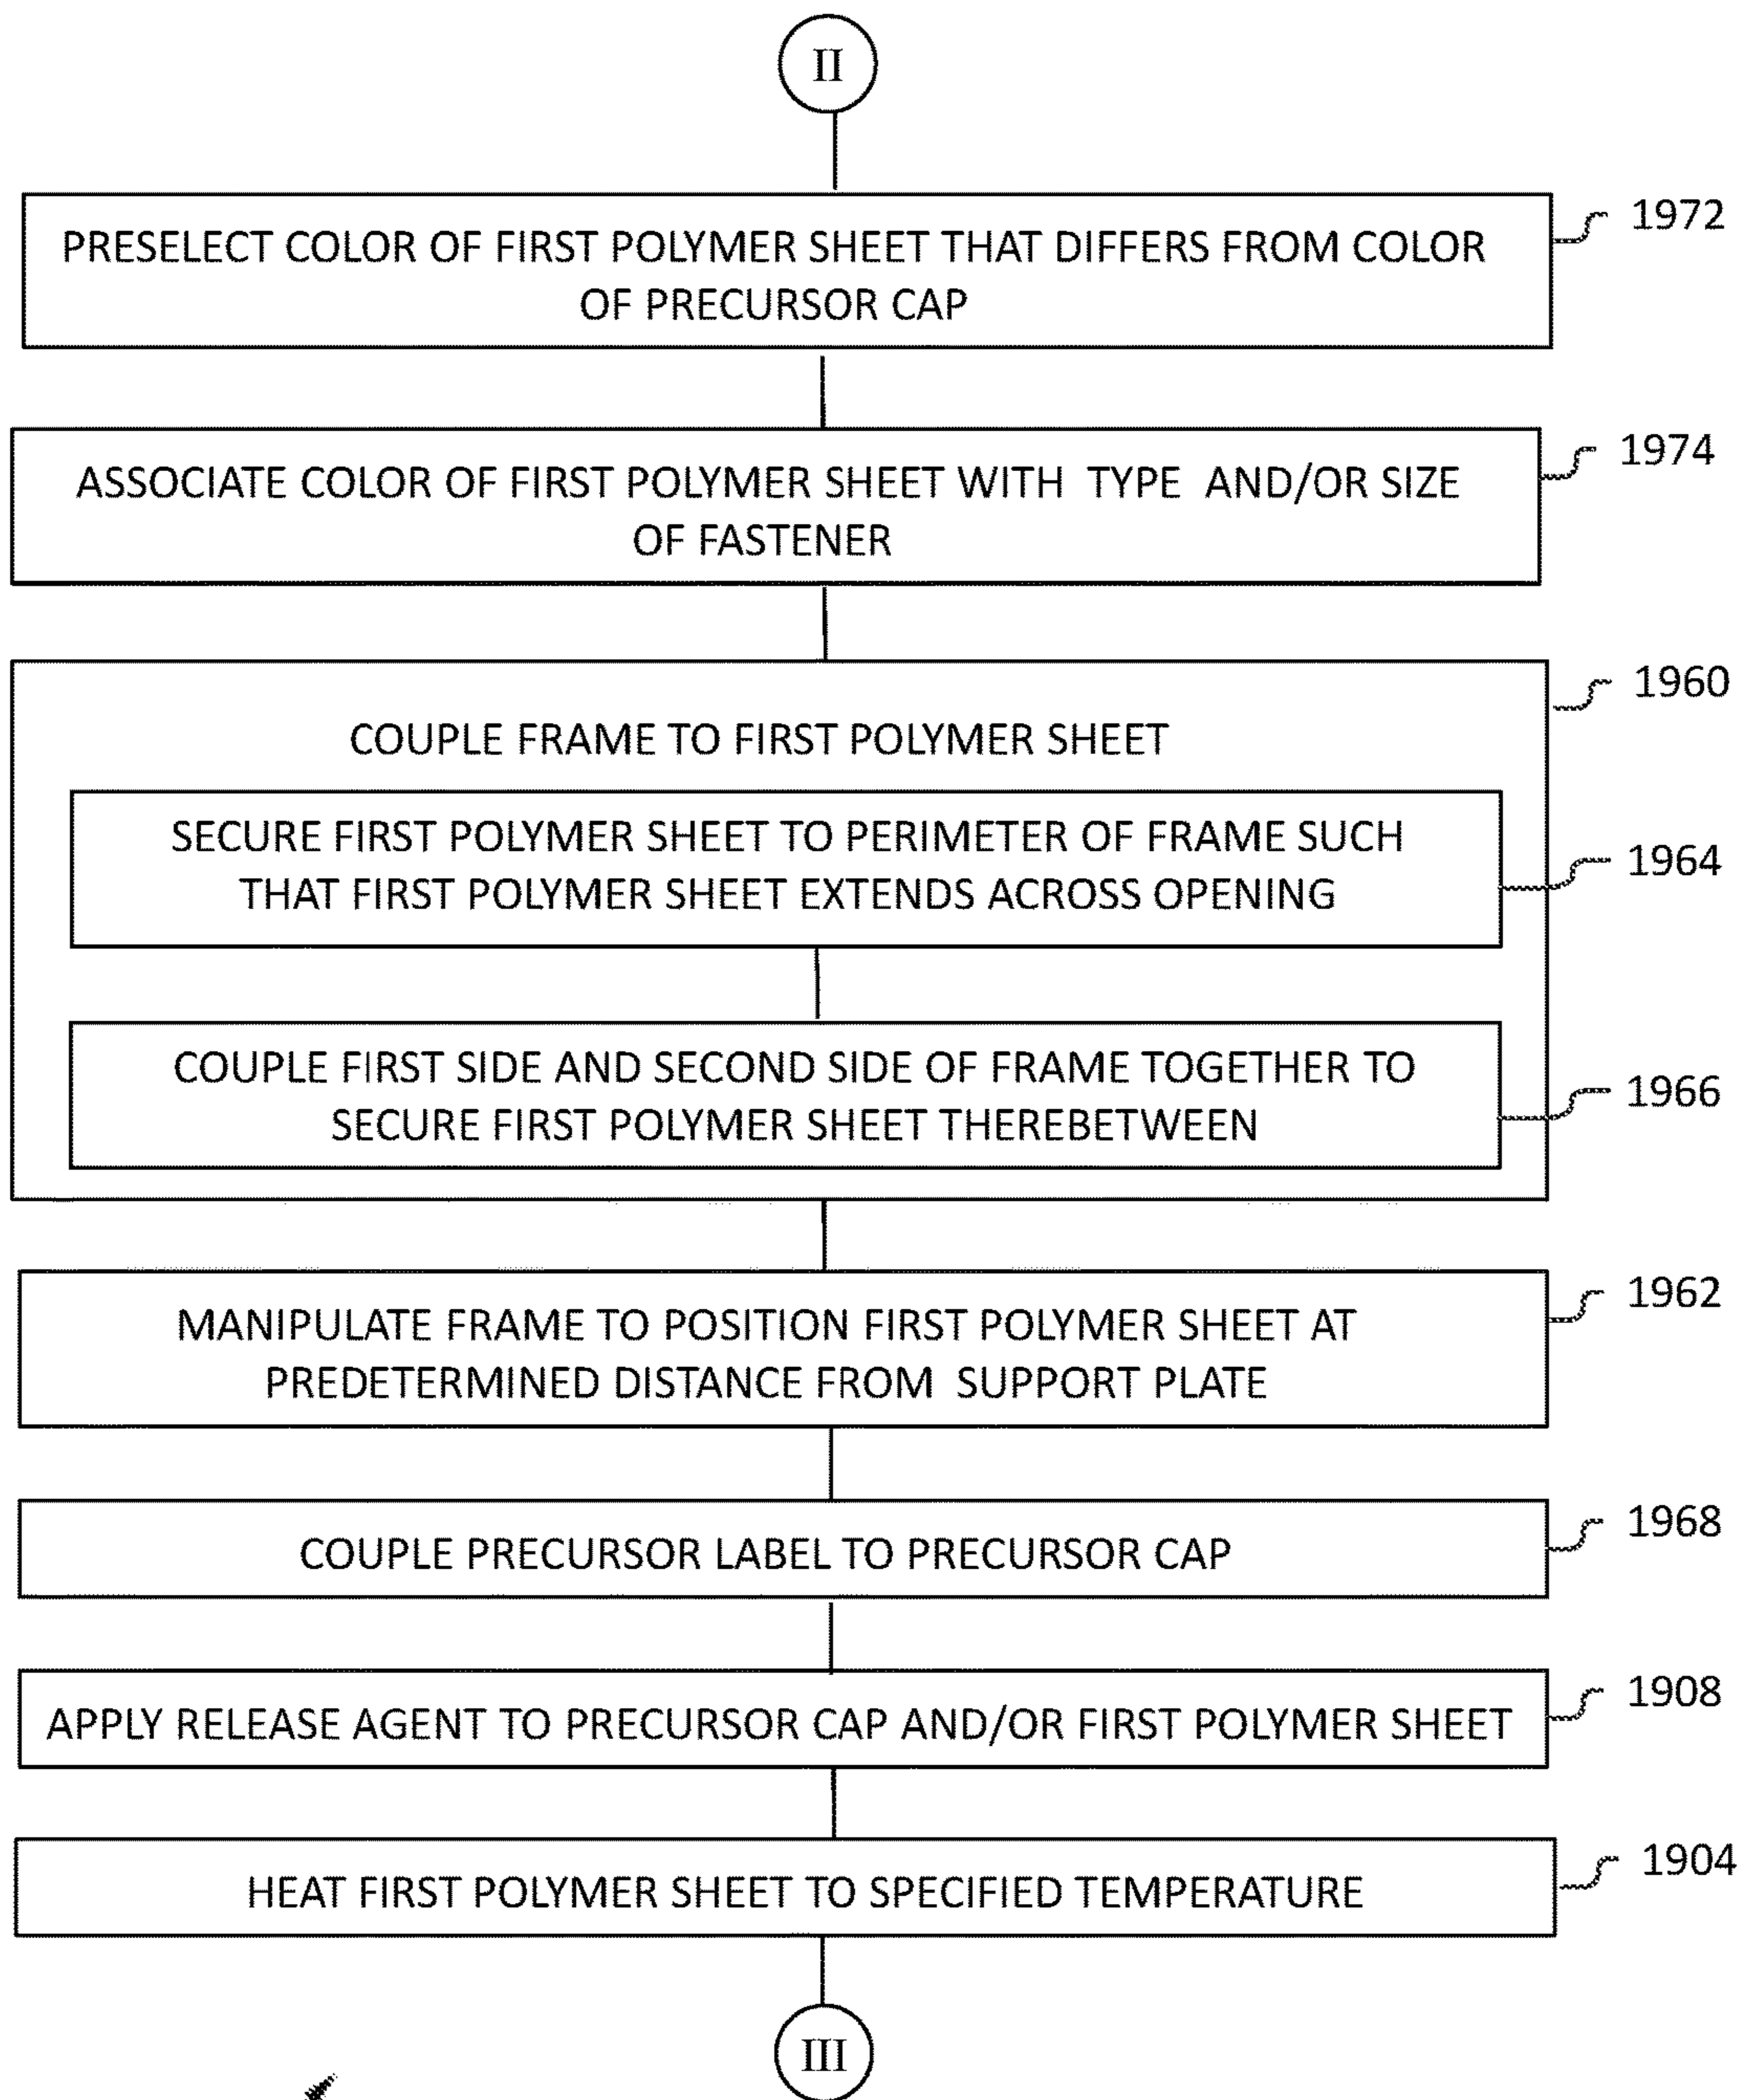 II
PRESELECT COLOR OF FIRST POLYMER SHEET THAT DIFFERS FROM COLOR
OF PRECURSOR CAP
1972
ASSOCIATE COLOR OF FIRST POLYMER SHEET WITH TYPE AND/OR SIZE
OF FASTENER
1974
COUPLE FRAME TO FIRST POLYMER SHEET
1960
SECURE FIRST POLYMER SHEET TO PERIMETER OF FRAME SUCH
THAT FIRST POLYMER SHEET EXTENDS ACROSS OPENING
1964
COUPLE FIRST SIDE AND SECOND SIDE OF FRAME TOGETHER TO
SECURE FIRST POLYMER SHEET THEREBETWEEN
1966
MANIPULATE FRAME TO POSITION FIRST POLYMER SHEET AT
PREDETERMINED DISTANCE FROM SUPPORT PLATE
1962
COUPLE PRECURSOR LABEL TO PRECURSOR CAP
1968
APPLY RELEASE AGENT TO PRECURSOR CAP AND/OR FIRST POLYMER SHEET
1908
HEAT FIRST POLYMER SHEET TO SPECIFIED TEMPERATURE
1904
III